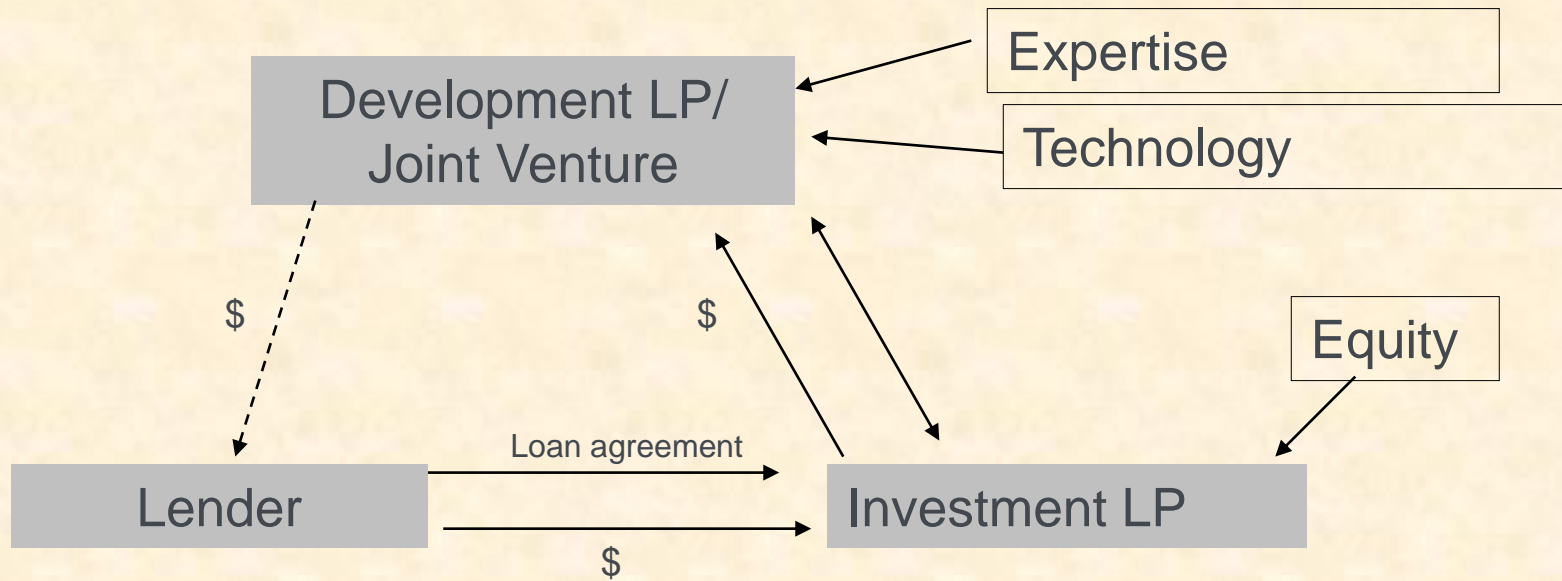 Expertise
Development LP/
Joint Venture
Technology
$
$
Equity
Loan agreement
Lender
Investment LP
$